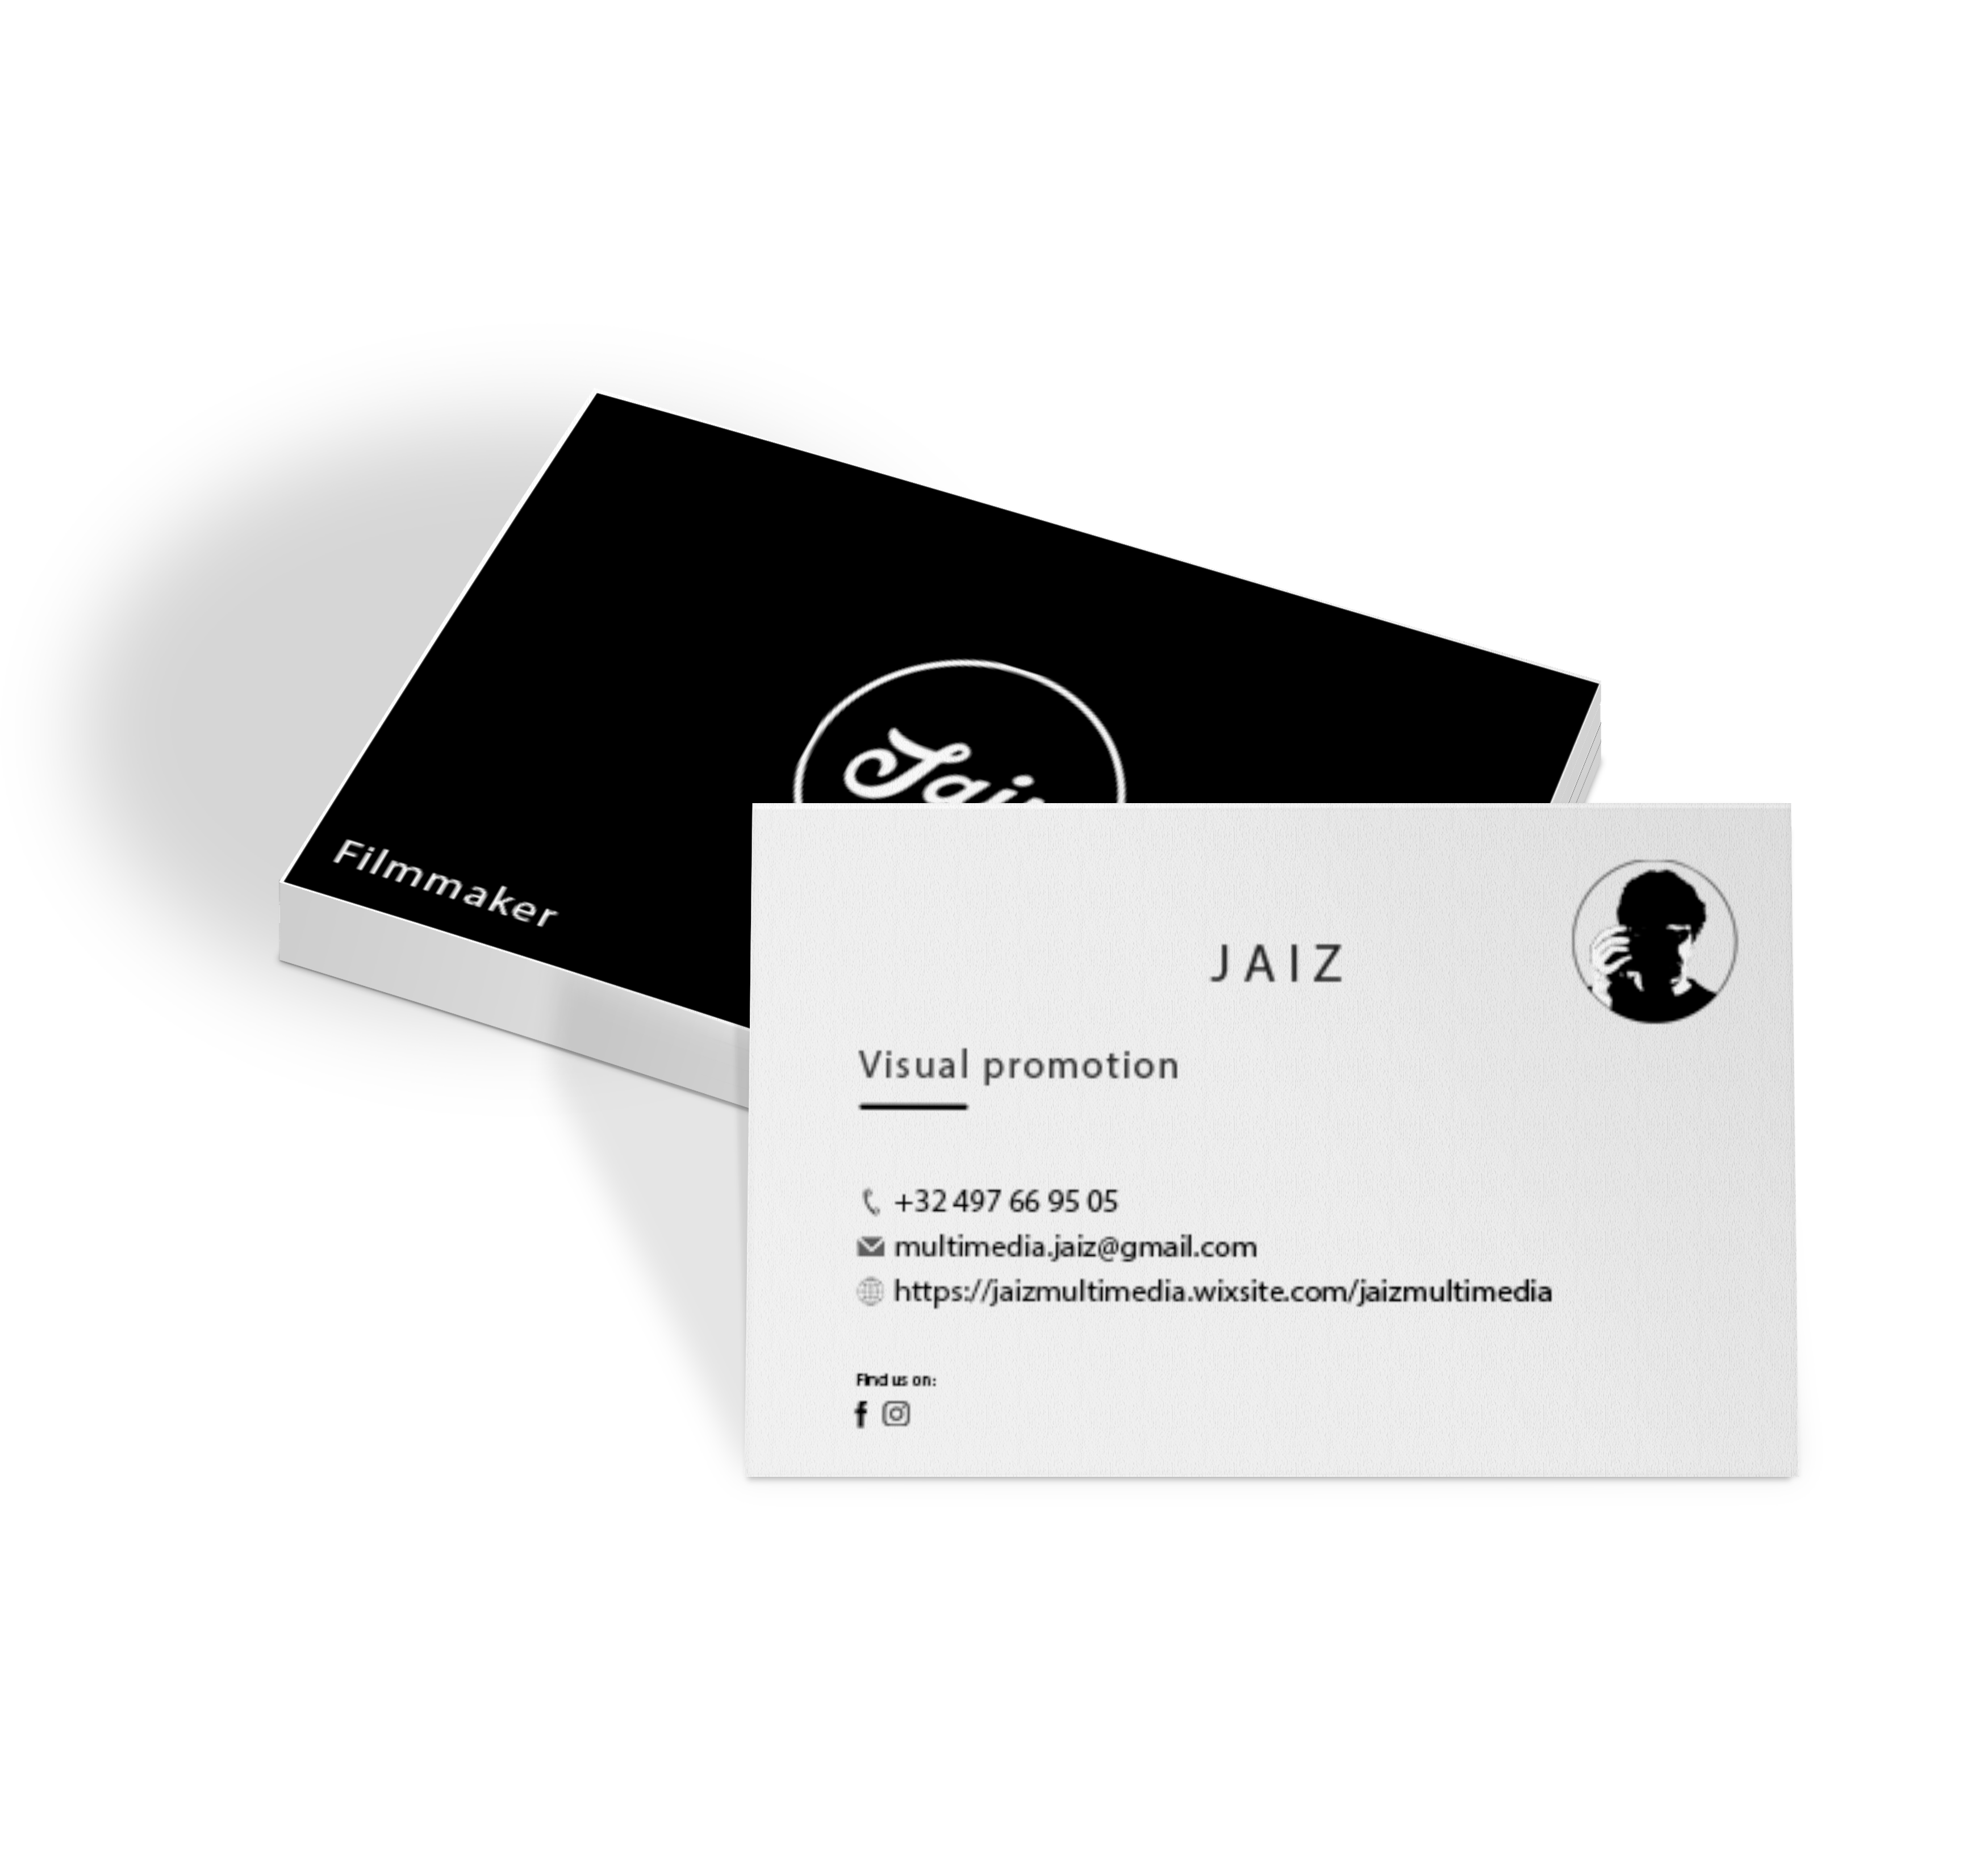 Filmmaker
JAIZ
Visual promotion
+32 497 66 95 05
multimedia.jaiz@gmail.com
https://jaizmultimedia.wixsite.com/jaizmultimedia
Find us on: